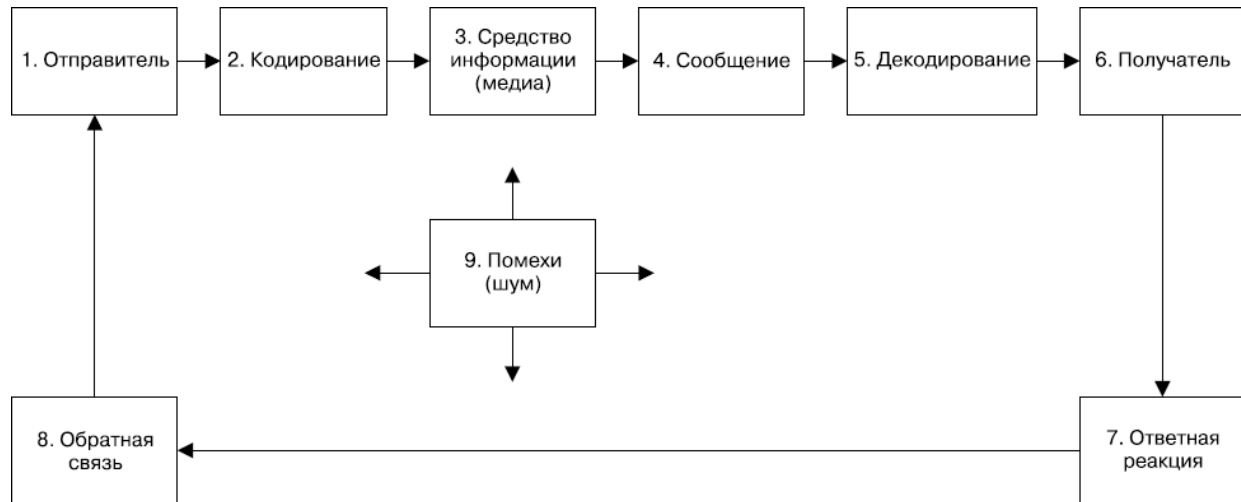 1. Отправитель
2. Кодирование
3. Средство
информации
(медиа)
4. Сообщение
5. Декодирование
6. Получатель
9. Помехи
(шум)
8. Обратная
связь
7. Ответная
реакция